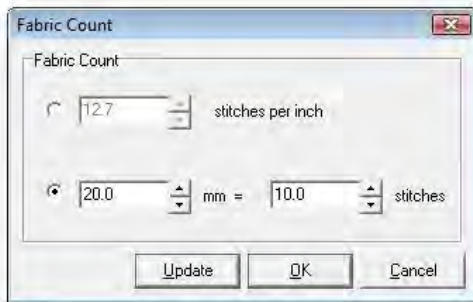 Fabric Count
Fabric Count
12.7 stitches per inch
20.0 mm = 10.0 stitches
Update OK Cancel